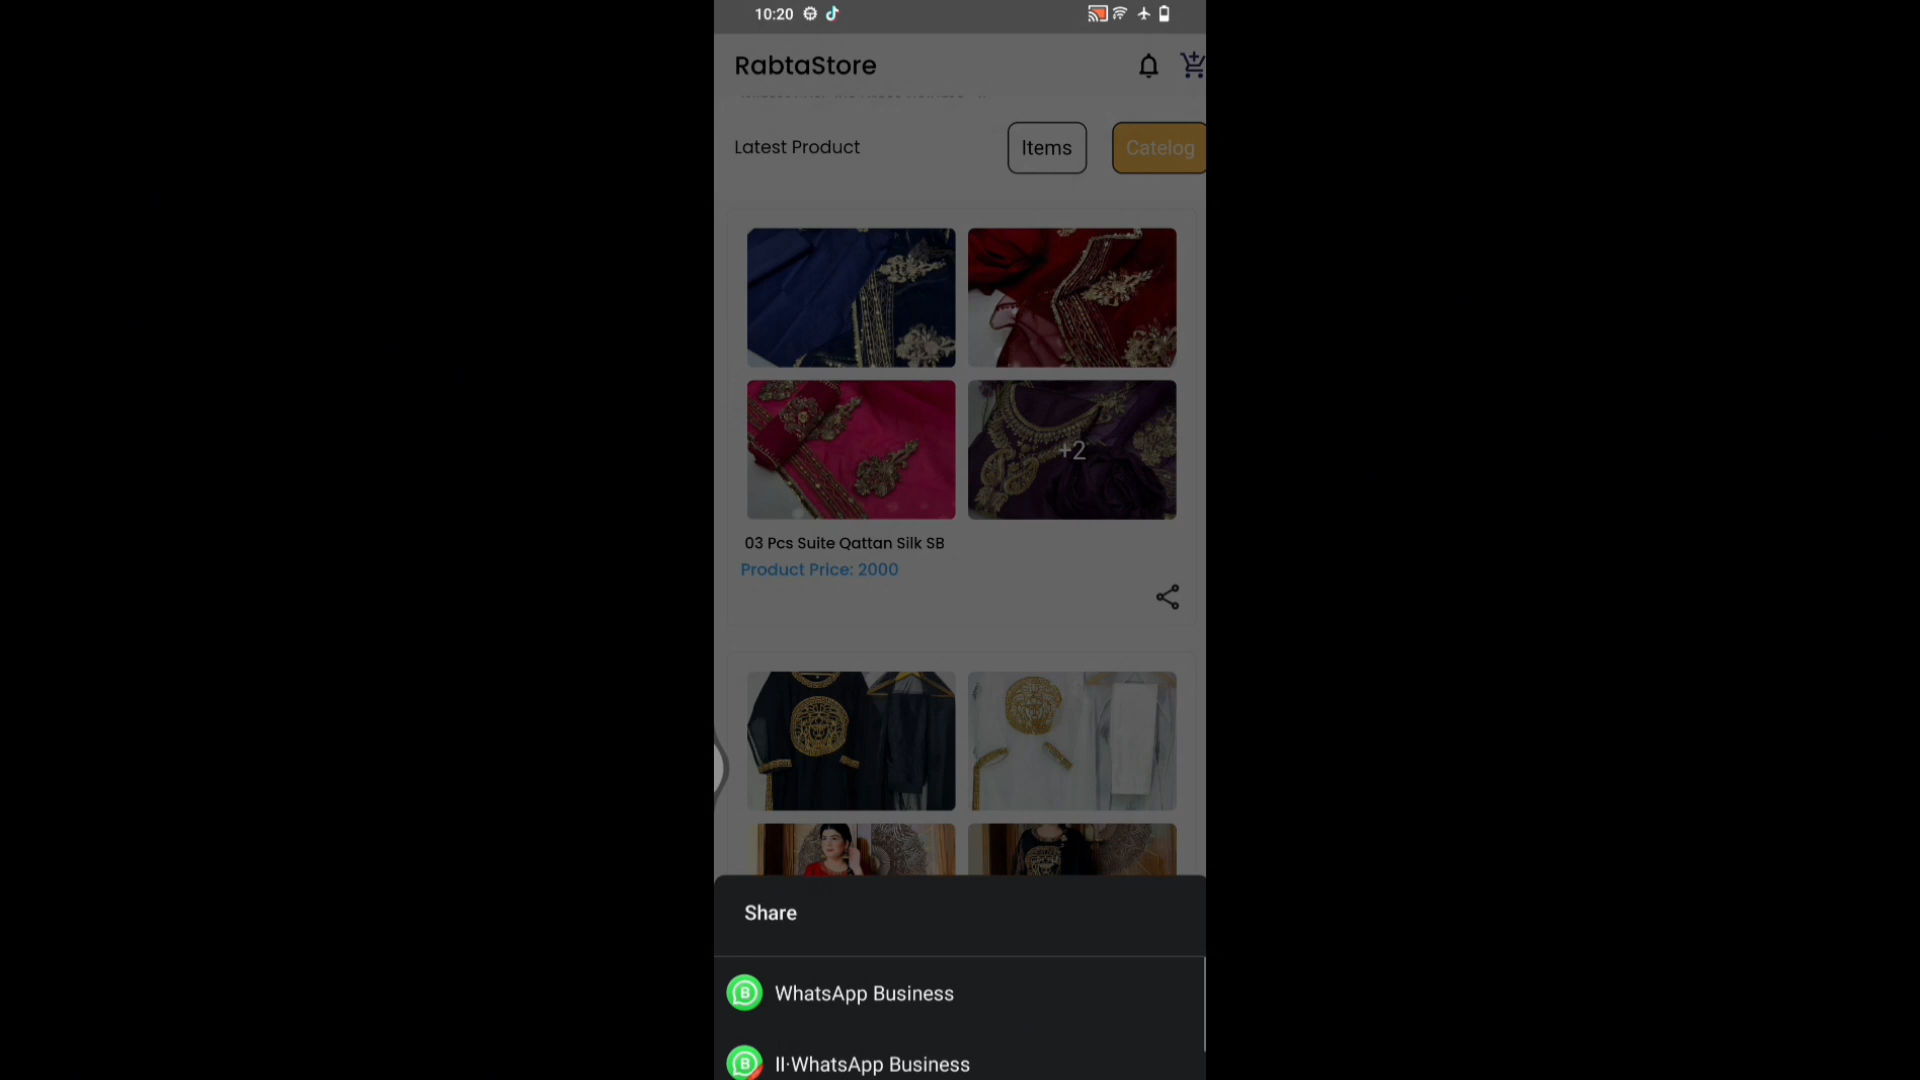 10:20
RabtaStore
Latest Product
Items
Catelog
+2
03 Pcs Suite Qattan Silk SB
Product Price: 2000
Share
WhatsApp Business
II·WhatsApp Business